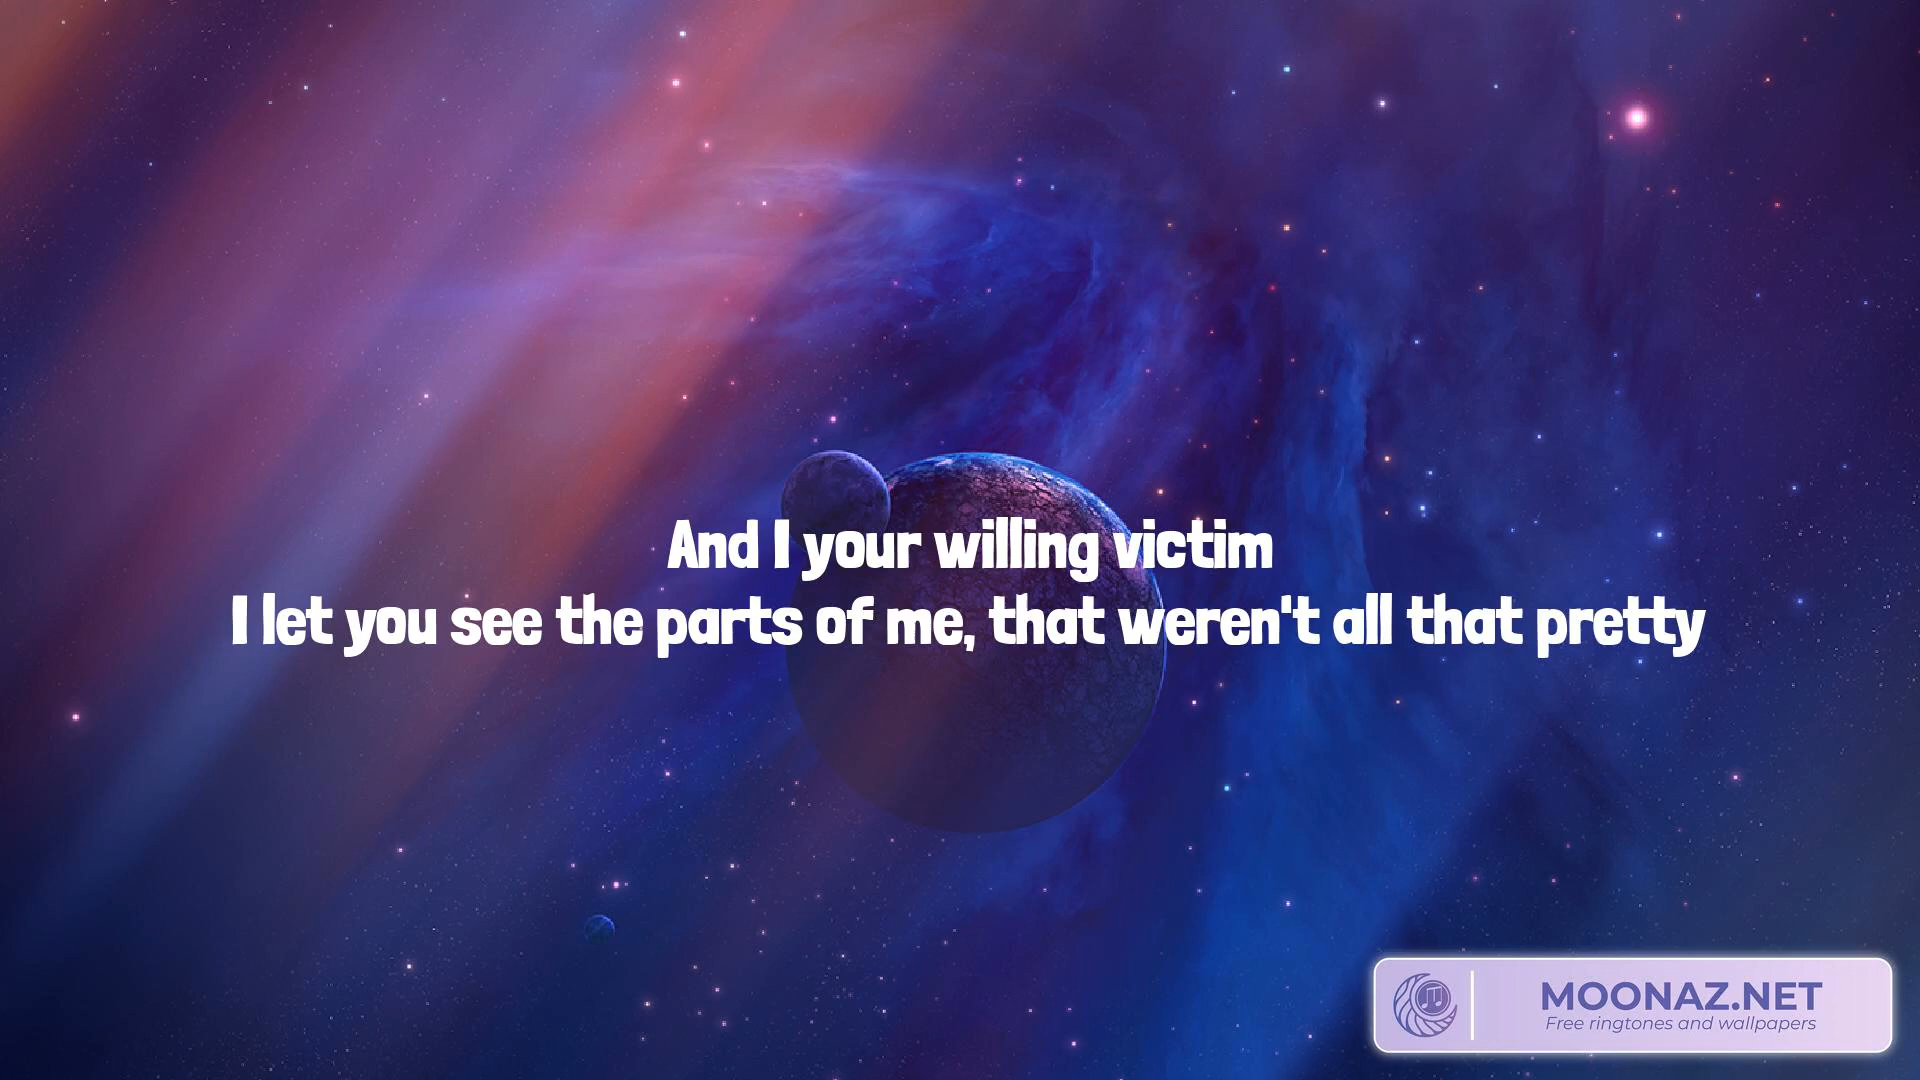 And I your willing victim
I let you see the parts of me, that weren't all that pretty
MOONAZ.NET
Free ringtones and wallpapers